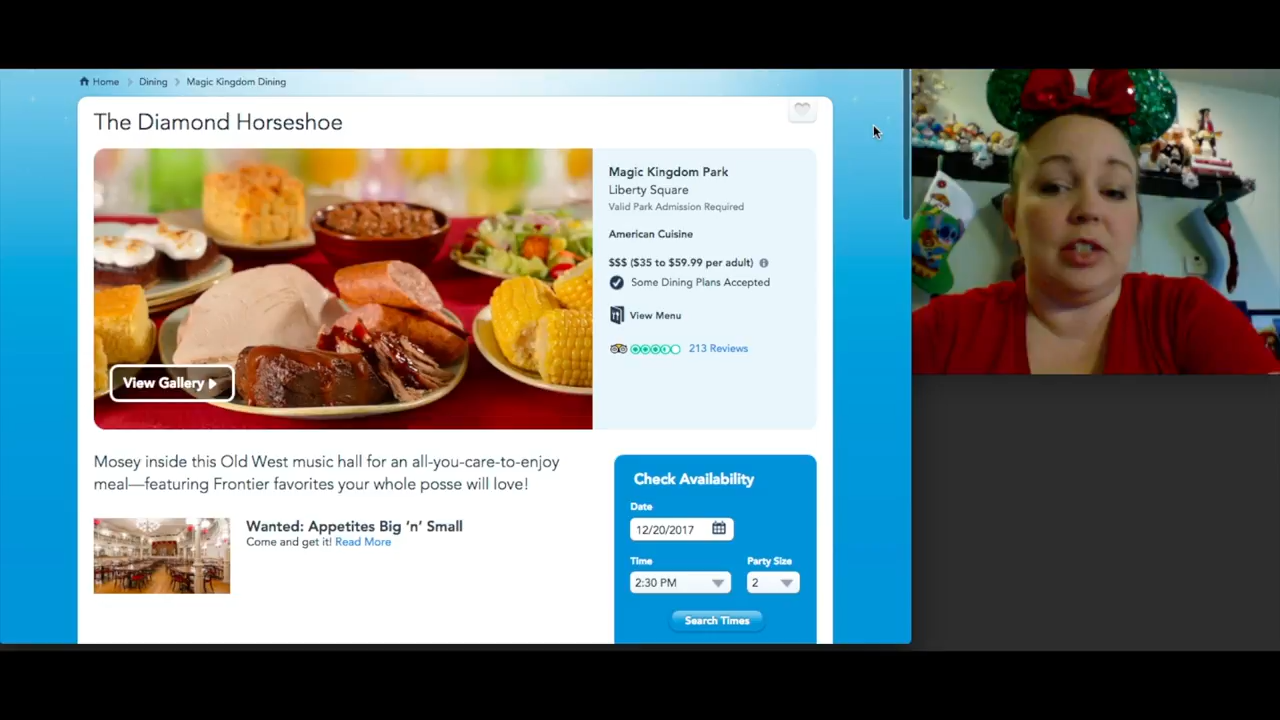 Home > Dining > Magic Kingdom Dining
The Diamond Horseshoe
View Gallery
Magic Kingdom Park
Liberty Square
Valid Park Admission Required
American Cuisine
$$$ ($35 to $59.99 per adult)
Some Dining Plans Accepted
View Menu
213 Reviews
Mosey inside this Old West music hall for an all-you-care-to-enjoy
meal—featuring Frontier favorites your whole posse will love!
Wanted: Appetites Big ‘n’ Small
Come and get it! Read More
Check Availability
Date
12/20/2017
Time Party Size
2:30 PM 2
Search Times